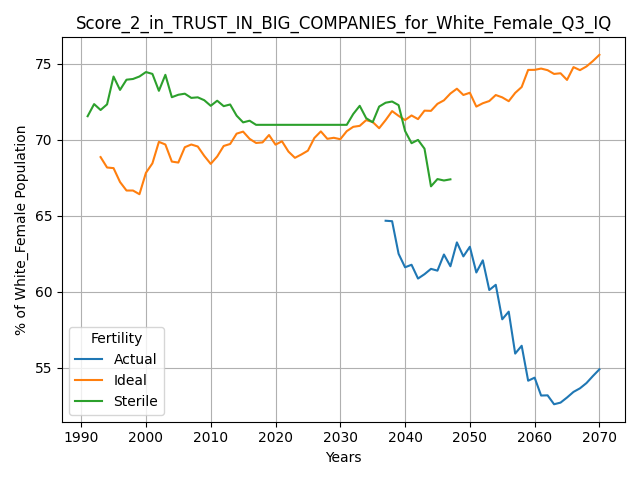 Score_2_in_TRUST_IN_BIG_COMPANIES_for_White_Female_Q3_IQ
% of White_Female Population
75
70
65
60
55
Fertility
Actual
Ideal
Sterile
1990 2000 2010 2020 2030 2040 2050 2060 2070
Years